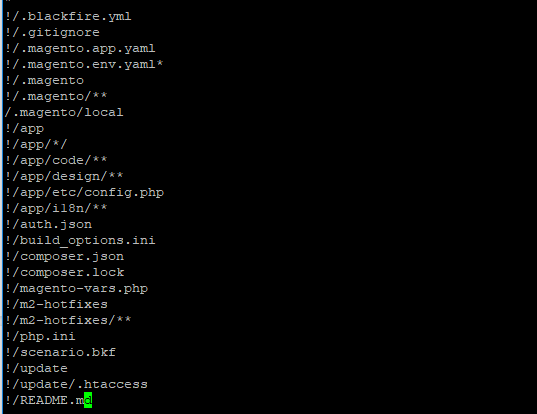 !/.blackfire.yml
!/.gitignore
!/.magento.app.yaml
!/.magento.env.yaml*
!/.magento
!/.magento/**
/.magento/local
!/app
!/app/*/
!/app/code/**
!/app/design/**
!/app/etc/config.php
!/app/i18n/**
!/auth.json
!/build_options.ini
!/composer.json
!/composer.lock
!/magento-vars.php
!/m2-hotfixes
!/m2-hotfixes/**
!/php.ini
!/scenario.bkf
!/update
!/update/.htaccess
!/README.md